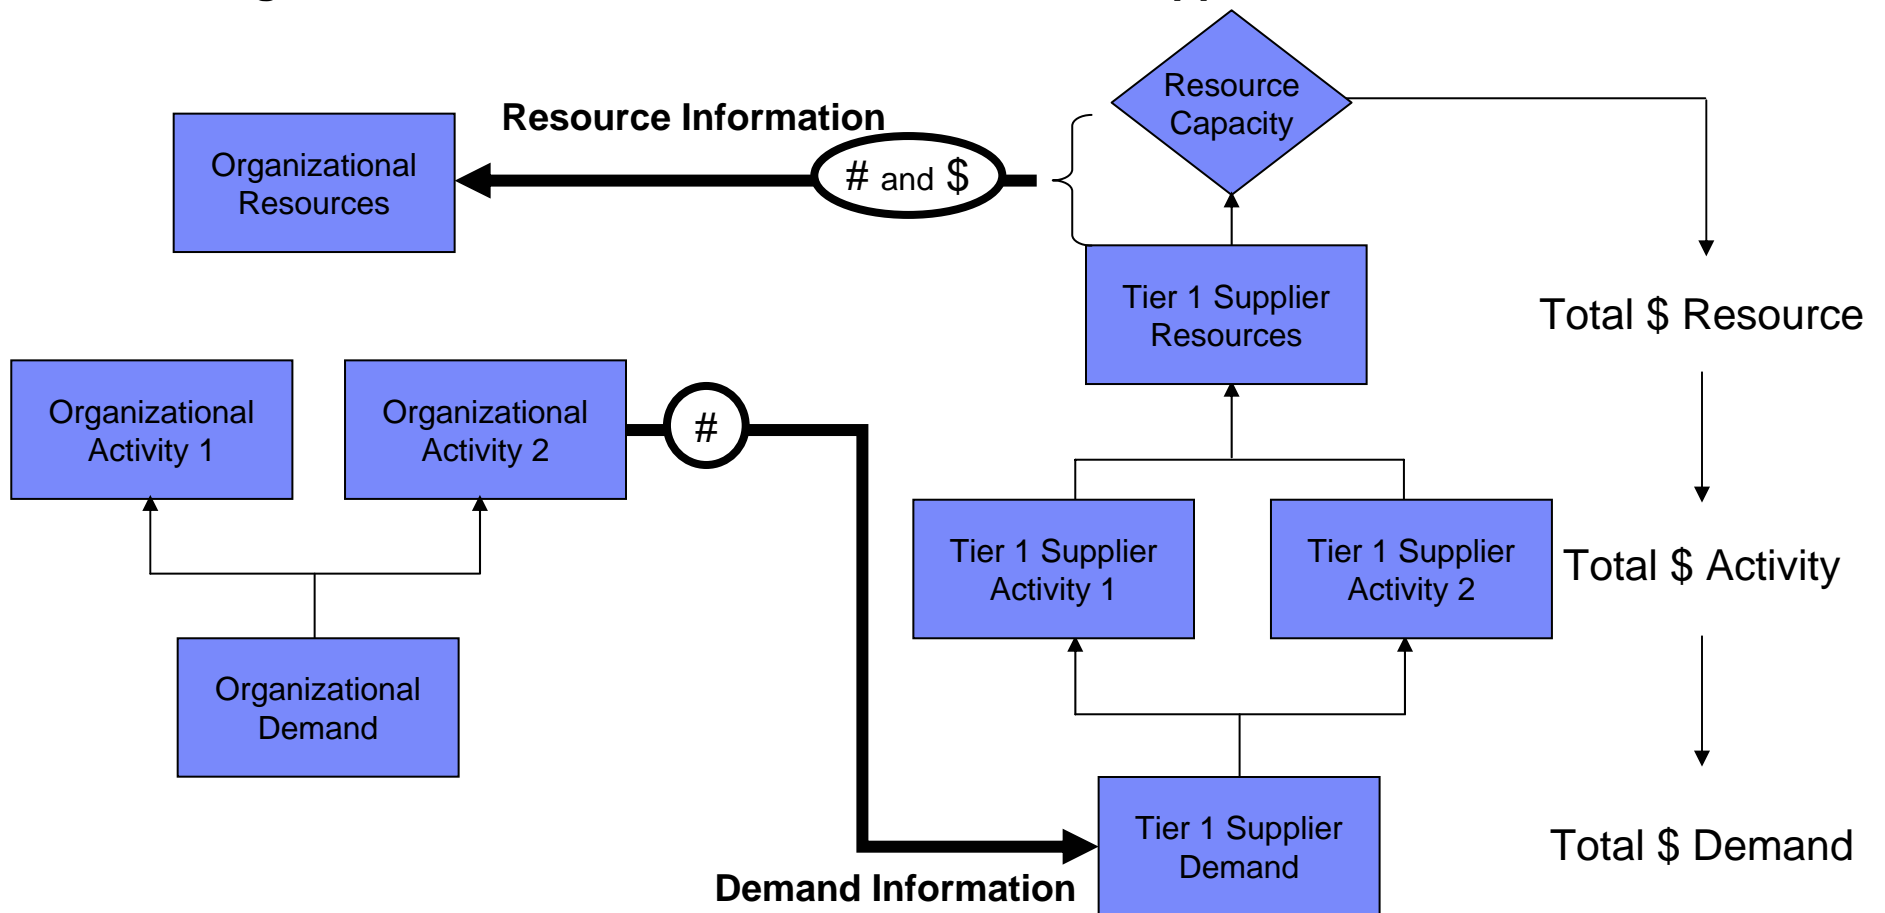 Resource
Capacity
Resource Information
Organizational
Resources
# and $
Tier 1 Supplier
Resources
Total $ Resource
Organizational
Activity 1
Organizational
Activity 2
#
Tier 1 Supplier
Activity 1
Tier 1 Supplier
Activity 2
Total $ Activity
Organizational
Demand
Tier 1 Supplier
Demand
Total $ Demand
Demand Information